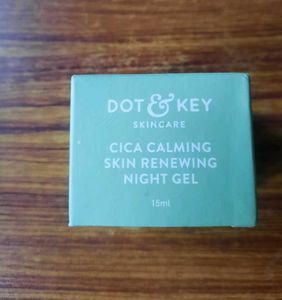 DOT & KEY
SKINCARE
CICA CALMING
SKIN RENEWING
NIGHT GEL
15ml